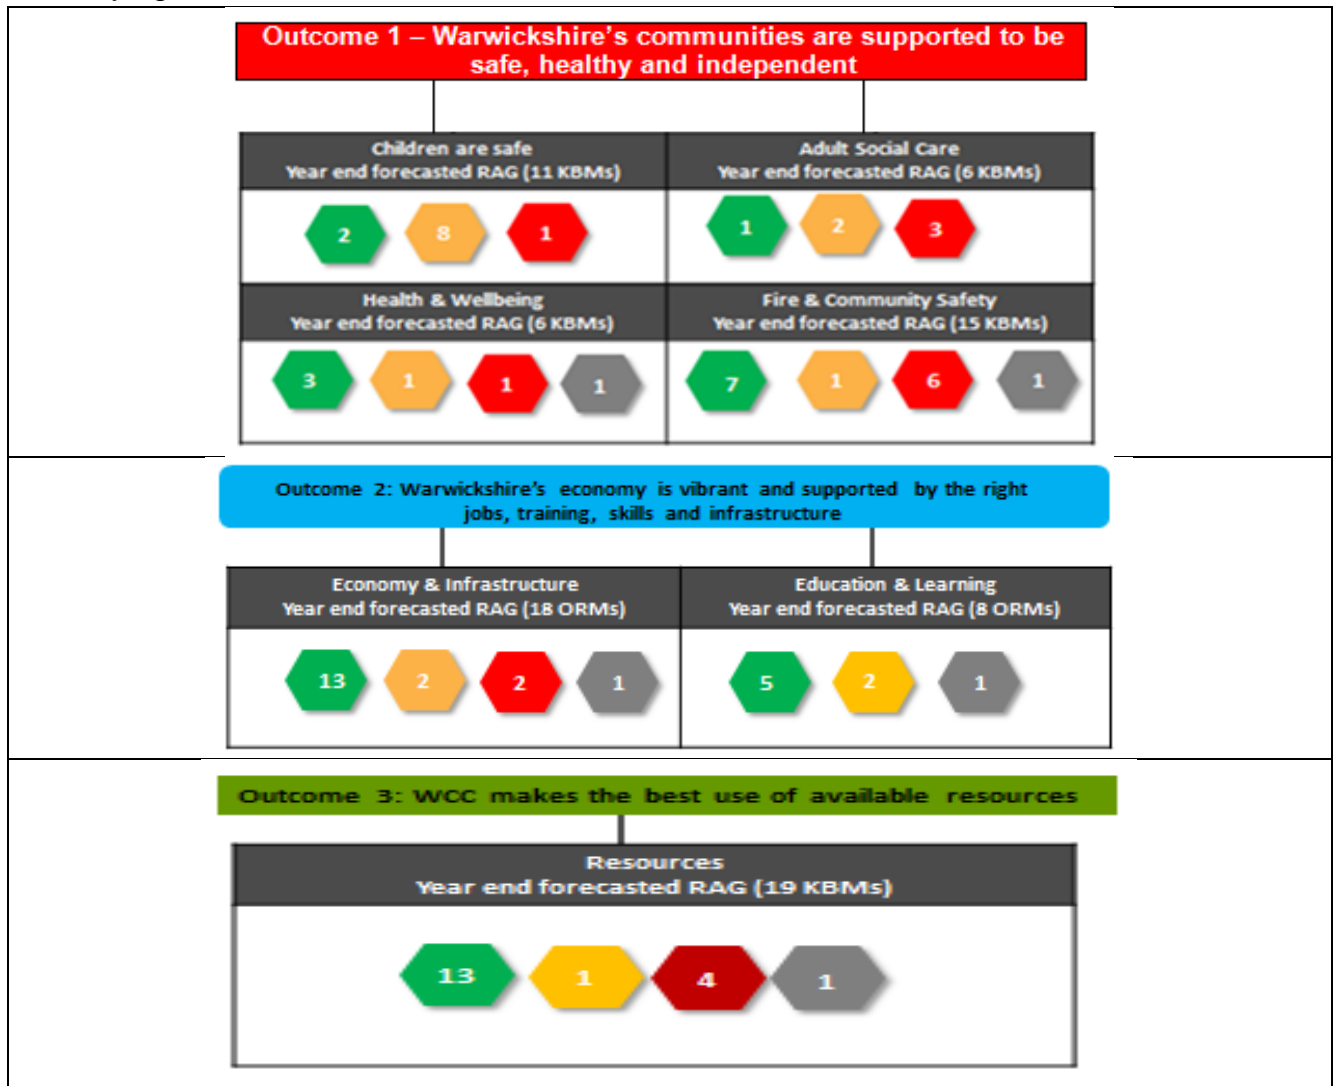 Outcome 1 – Warwickshire's communities are supported to be
safe, healthy and independent
Children are safe
Year end forecasted RAG (11 KBMs)
2 8 1
Adult Social Care
Year end forecasted RAG (6 KBMs)
1 2 3
Health & Wellbeing
Year end forecasted RAG (6 KBMs)
3 1 1 1
Fire & Community Safety
Year end forecasted RAG (15 KBMs)
7 1 6 1
Outcome 2: Warwickshire's economy is vibrant and supported by the right
jobs, training, skills and infrastructure
Economy & Infrastructure
Year end forecasted RAG (18 ORMs)
13 2 2 1
Education & Learning
Year end forecasted RAG (8 ORMs)
5 2 1
Outcome 3: WCC makes the best use of available resources
Resources
Year end forecasted RAG (19 KBMs)
13 1 4 1